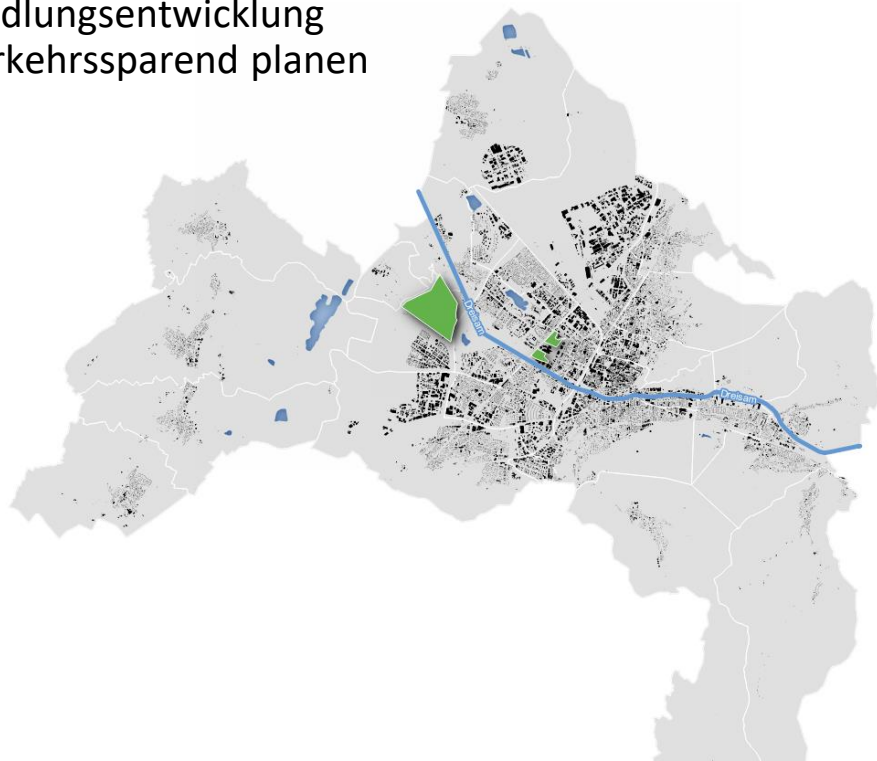 dlungsentwicklung
rkehrssparend planen
Dreisam
Dreisam